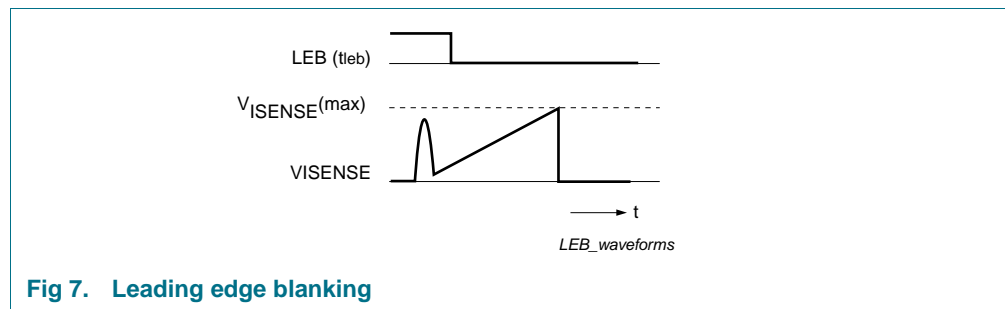 LEB (tleb)
VISENSE(max)
VISENSE
t
LEB_waveforms
Fig 7. Leading edge blanking